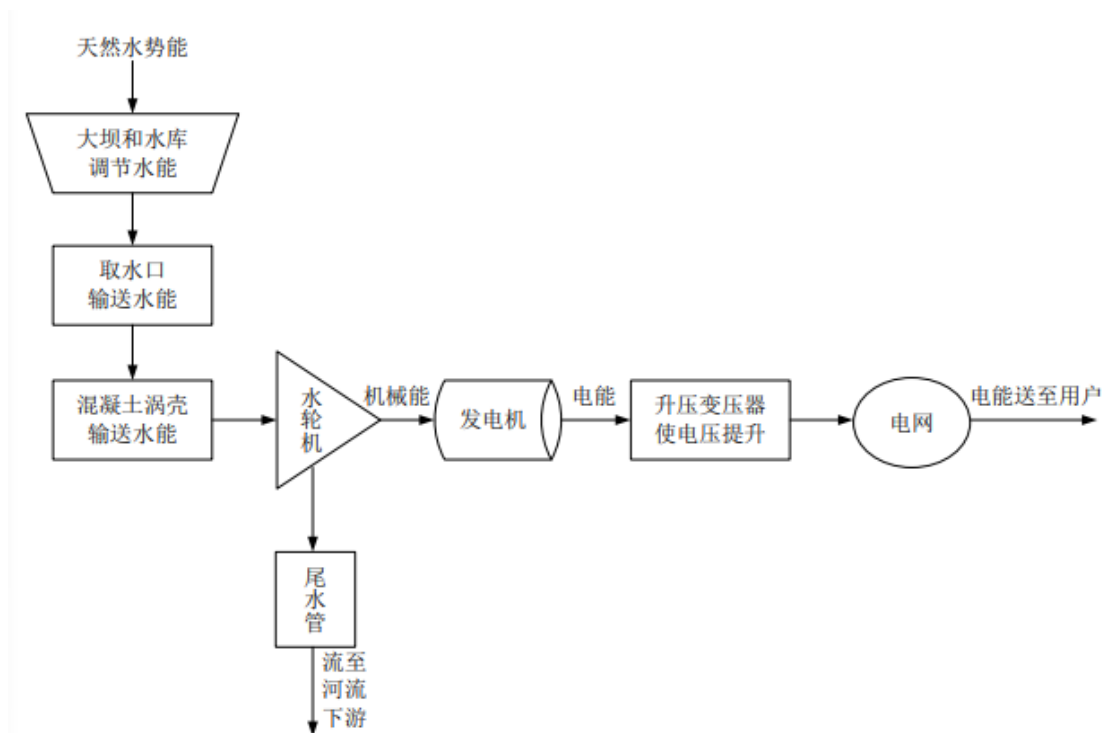 天然水势能
大坝和水库
调节水能
取水口
输送水能
混凝土涡壳
输送水能
水轮机
机械能
发电机
电能
升压变压器
使电压提升
电网
电能送至用户
尾水管
流至
河流
下游